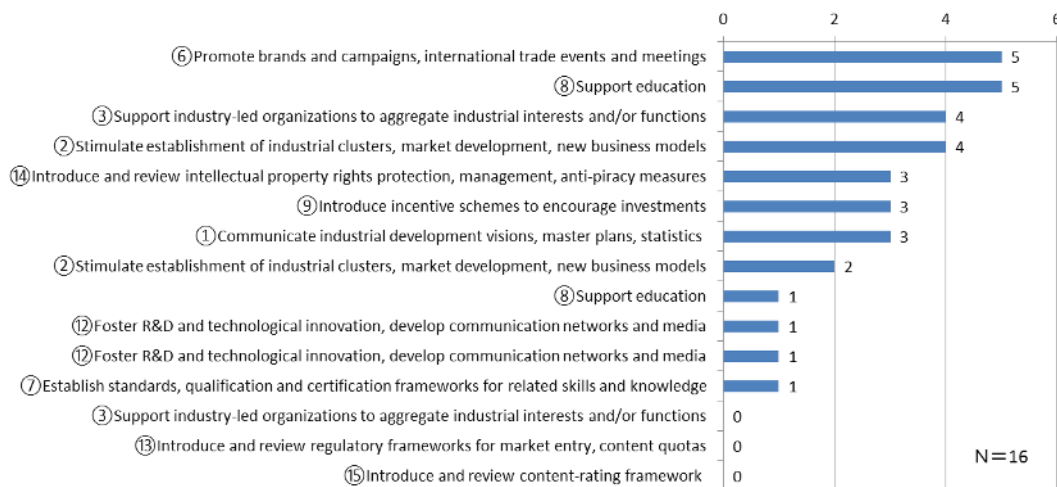 0 2 4 6
⑥Promote brands and campaigns, international trade events and meetings 5
⑧Support education 5
③Support industry-led organizations to aggregate industrial interests and/or functions 4
②Stimulate establishment of industrial clusters, market development, new business models 4
⑭Introduce and review intellectual property rights protection, management, anti-piracy measures 3
⑨Introduce incentive schemes to encourage investments 3
①Communicate industrial development visions, master plans, statistics 3
②Stimulate establishment of industrial clusters, market development, new business models 2
⑧Support education 1
⑫Foster R&D and technological innovation, develop communication networks and media 1
⑫Foster R&D and technological innovation, develop communication networks and media 1
⑦Establish standards, qualification and certification frameworks for related skills and knowledge 1
③Support industry-led organizations to aggregate industrial interests and/or functions 0
⑬Introduce and review regulatory frameworks for market entry, content quotas 0
N=16
⑮Introduce and review content-rating framework 0